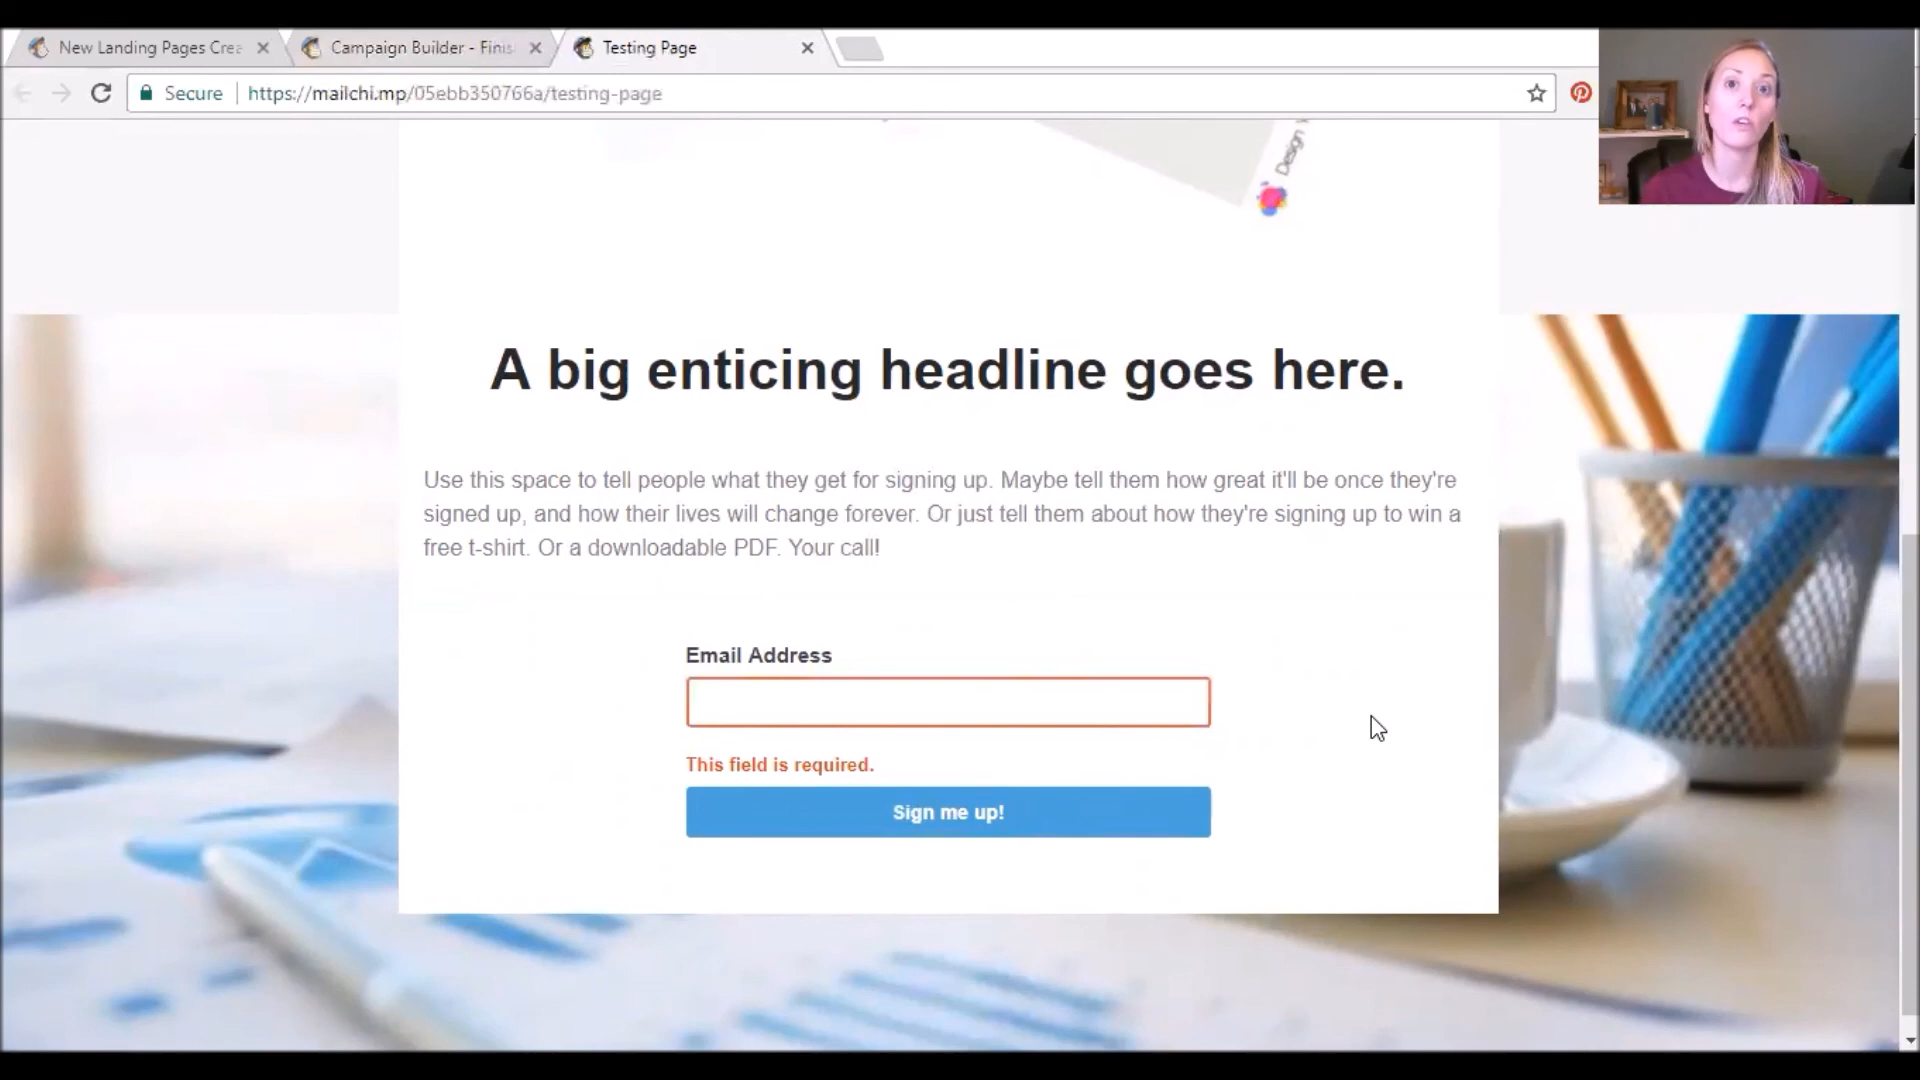 New Landing Pages Crea
Campaign Builder - Finis
Testing Page
Secure
https://mailchi.mp/05ebb350766a/testing-page
Design
A big enticing headline goes here.
Use this space to tell people what they get for signing up. Maybe tell them how great it'll be once they're
signed up, and how their lives will change forever. Or just tell them about how they're signing up to win a
free t-shirt. Or a downloadable PDF. Your call!
Email Address
This field is required.
Sign me up!